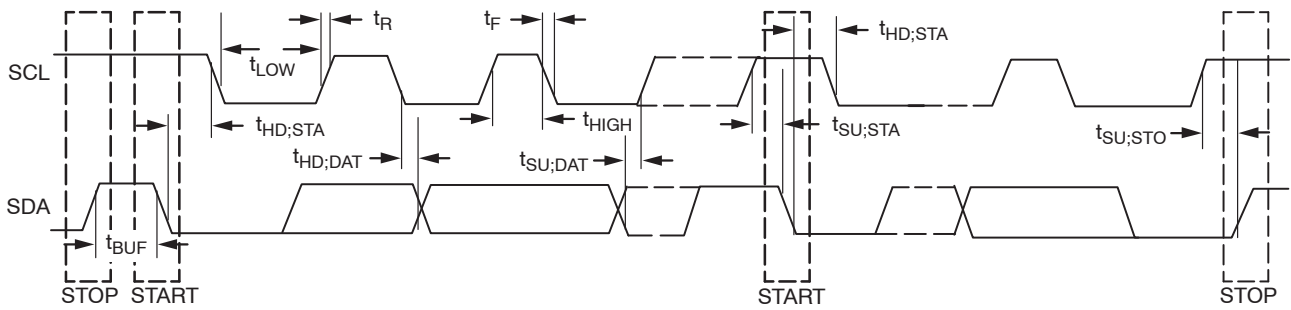 tR
tF
tHD;STA
SCL
tLOW
tHD;STA
tHIGH
tSU;STA
tSU;STO
tHD;DAT
tSU;DAT
SDA
tBUF
STOP
START
START
STOP